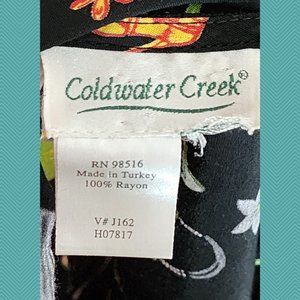 Coldwater Creek®
RN 98516
Made in Turkey
100% Rayon
V# J162
H07817